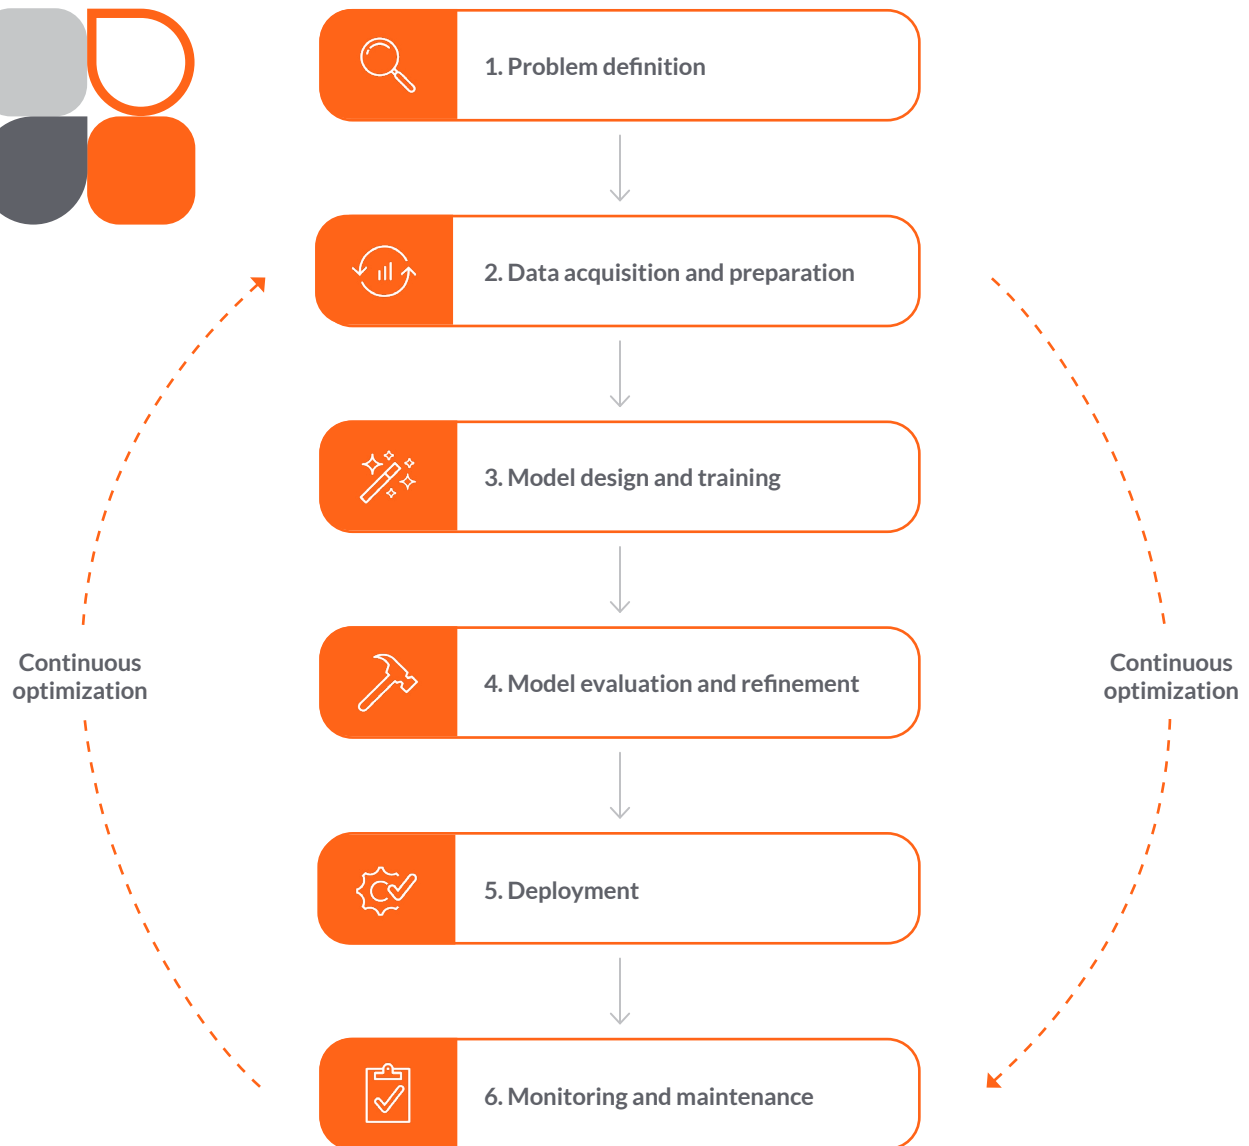 1. Problem definition
2. Data acquisition and preparation
3. Model design and training
4. Model evaluation and refinement
Continuous
optimization
Continuous
optimization
5. Deployment
6. Monitoring and maintenance